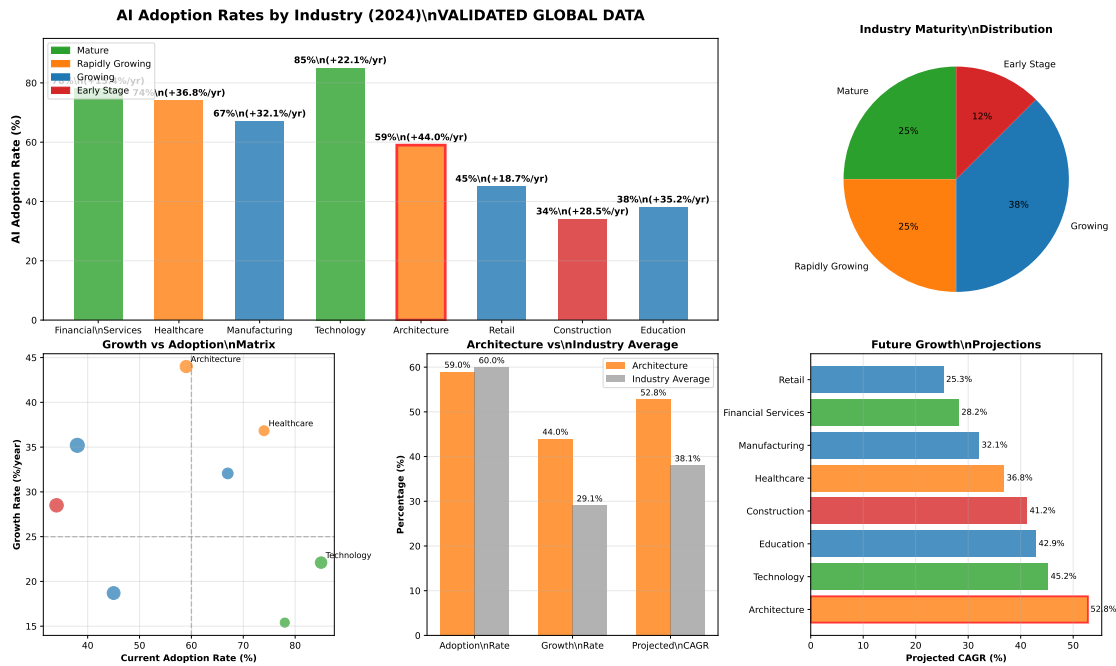 AI Adoption Rates by Industry (2024)\nVALIDATED GLOBAL DATA
AI Adoption Rate (%)
80
60
40
20
0
Mature
Rapidly Growing
Growing
Early Stage
74%\n(+36.8%/yr)
67%\n(+32.1%/yr)
85%\n(+22.1%/yr)
59%\n(+44.0%/yr)
45%\n(+18.7%/yr)
34%\n(+28.5%/yr)
38%\n(+35.2%/yr)
Financial\nServices
Healthcare
Manufacturing
Technology
Architecture
Retail
Construction
Education
Industry Maturity\nDistribution
Early Stage
Mature
12%
25%
38%
25%
Growing
Rapidly Growing
Growth vs Adoption\nMatrix
Growth Rate (%/year)
45
40
35
30
25
20
15
Architecture
Healthcare
Technology
40
50
60
70
80
Current Adoption Rate (%)
Architecture vs\nIndustry Average
Percentage (%)
60
50
40
30
20
10
0
Architecture
Industry Average
59.0%
60.0%
44.0%
29.1%
52.8%
38.1%
Adoption\nRate
Growth\nRate
Projected\nCAGR
Future Growth\nProjections
Retail
25.3%
Financial Services
28.2%
Manufacturing
32.1%
Healthcare
36.8%
Construction
41.2%
Education
42.9%
Technology
45.2%
Architecture
52.8%
0
10
20
30
40
50
Projected CAGR (%)